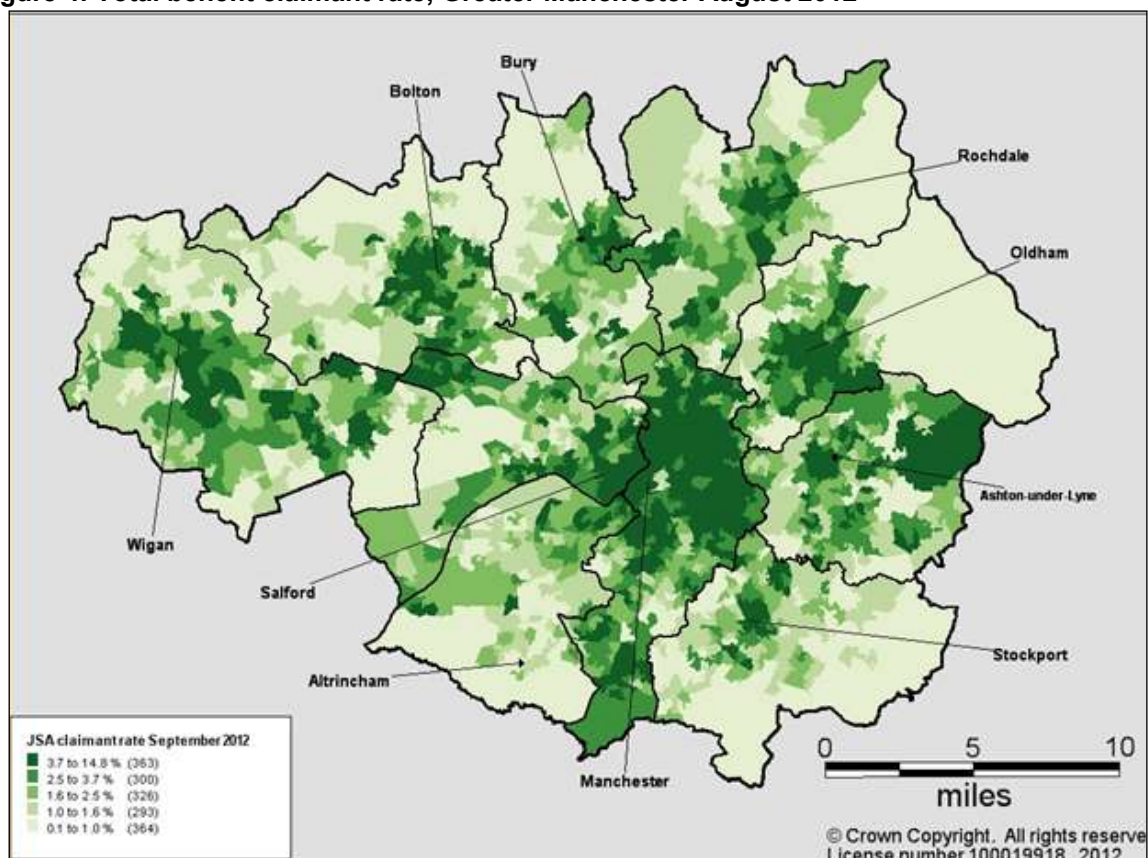 Total benefit claimant rate, Greater Manchester August 2012
Bury
Bolton
Rochdale
Oldham
Ashton-under-Lyne
Wigan
Salford
Stockport
Altrincham
Manchester
JSA claimant rate September 2012
3.7 to 14.8 % (363)
2.5 to 3.7 % (300)
1.6 to 2.5 % (326)
1.0 to 1.6 % (293)
0.1 to 1.0 % (364)
0 5 10
miles
© Crown Copyright. All rights reserve
License number 100019918 2012